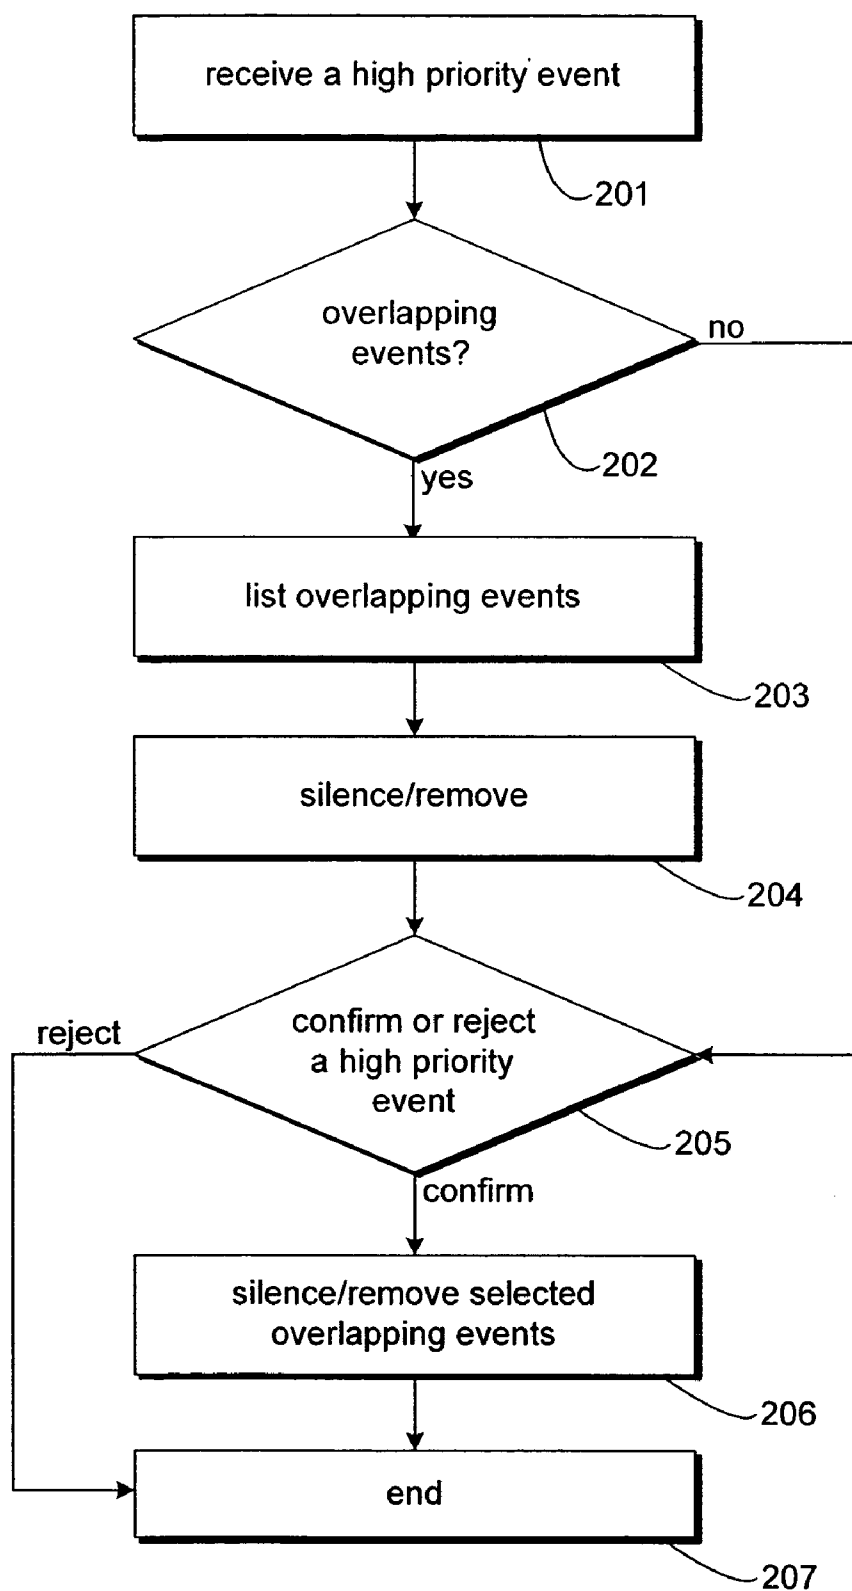 receive a high priority event
201
overlapping
events?
no
202
yes
list overlapping events
203
silence/remove
204
reject
confirm or reject
a high priority
event
205
confirm
silence/remove selected
overlapping events
206
end
207